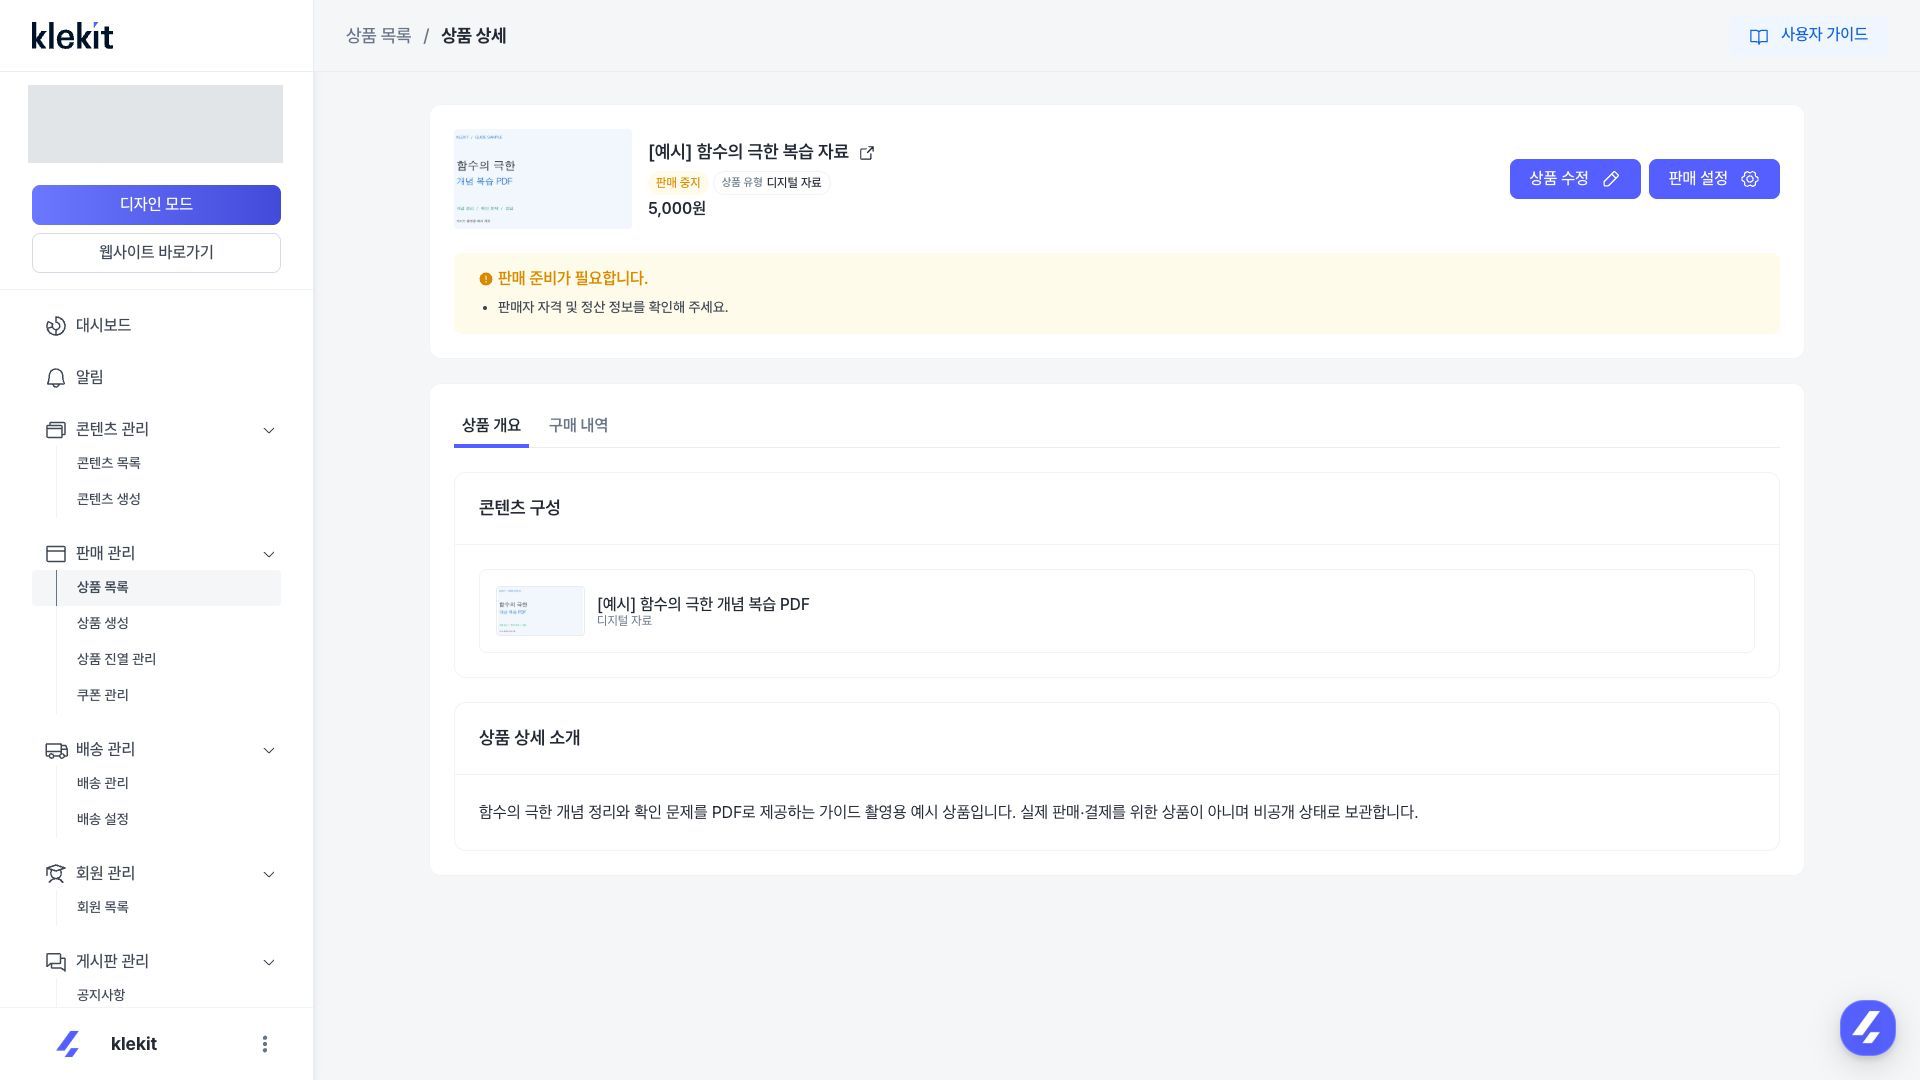 klekit
상품 목록 / 상품 상세
사용자 가이드
디자인 모드
웹사이트 바로가기
대시보드
알림
콘텐츠 관리
콘텐츠 목록
콘텐츠 생성
판매 관리
상품 목록
상품 생성
상품 진열 관리
쿠폰 관리
배송 관리
배송 관리
배송 설정
회원 관리
회원 목록
게시판 관리
공지사항
klekit
KLEKIT / GUIDE SAMPLE
함수의 극한
개념 복습 PDF
[예시] 함수의 극한 복습 자료
판매 중지
상품 유형 디지털 자료
5,000원
상품 수정
판매 설정
판매 준비가 필요합니다.
• 판매자 자격 및 정산 정보를 확인해 주세요.
상품 개요
구매 내역
콘텐츠 구성
함수의 극한
개념 복습 PDF
[예시] 함수의 극한 개념 복습 PDF
디지털 자료
상품 상세 소개
함수의 극한 개념 정리와 확인 문제를 PDF로 제공하는 가이드 촬영용 예시 상품입니다. 실제 판매·결제를 위한 상품이 아니며 비공개 상태로 보관합니다.